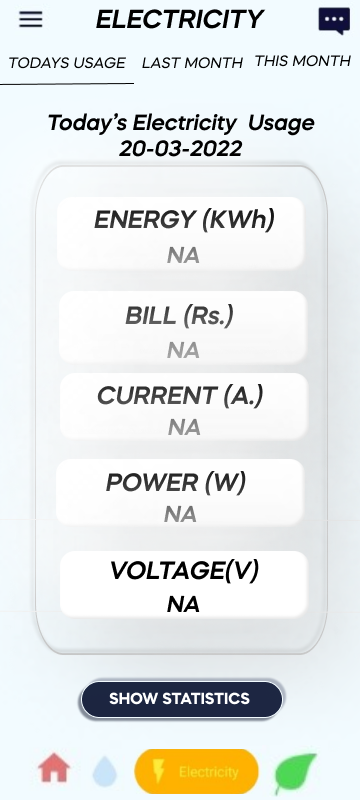 ELECTRICITY
TODAYS USAGE LAST MONTH THIS MONTH
Today's Electricity Usage
20-03-2022
ENERGY (KWh)
NA
BILL (Rs.)
NA
CURRENT (A.)
NA
POWER (W)
NA
VOLTAGE(V)
NA
SHOW STATISTICS
Electricity